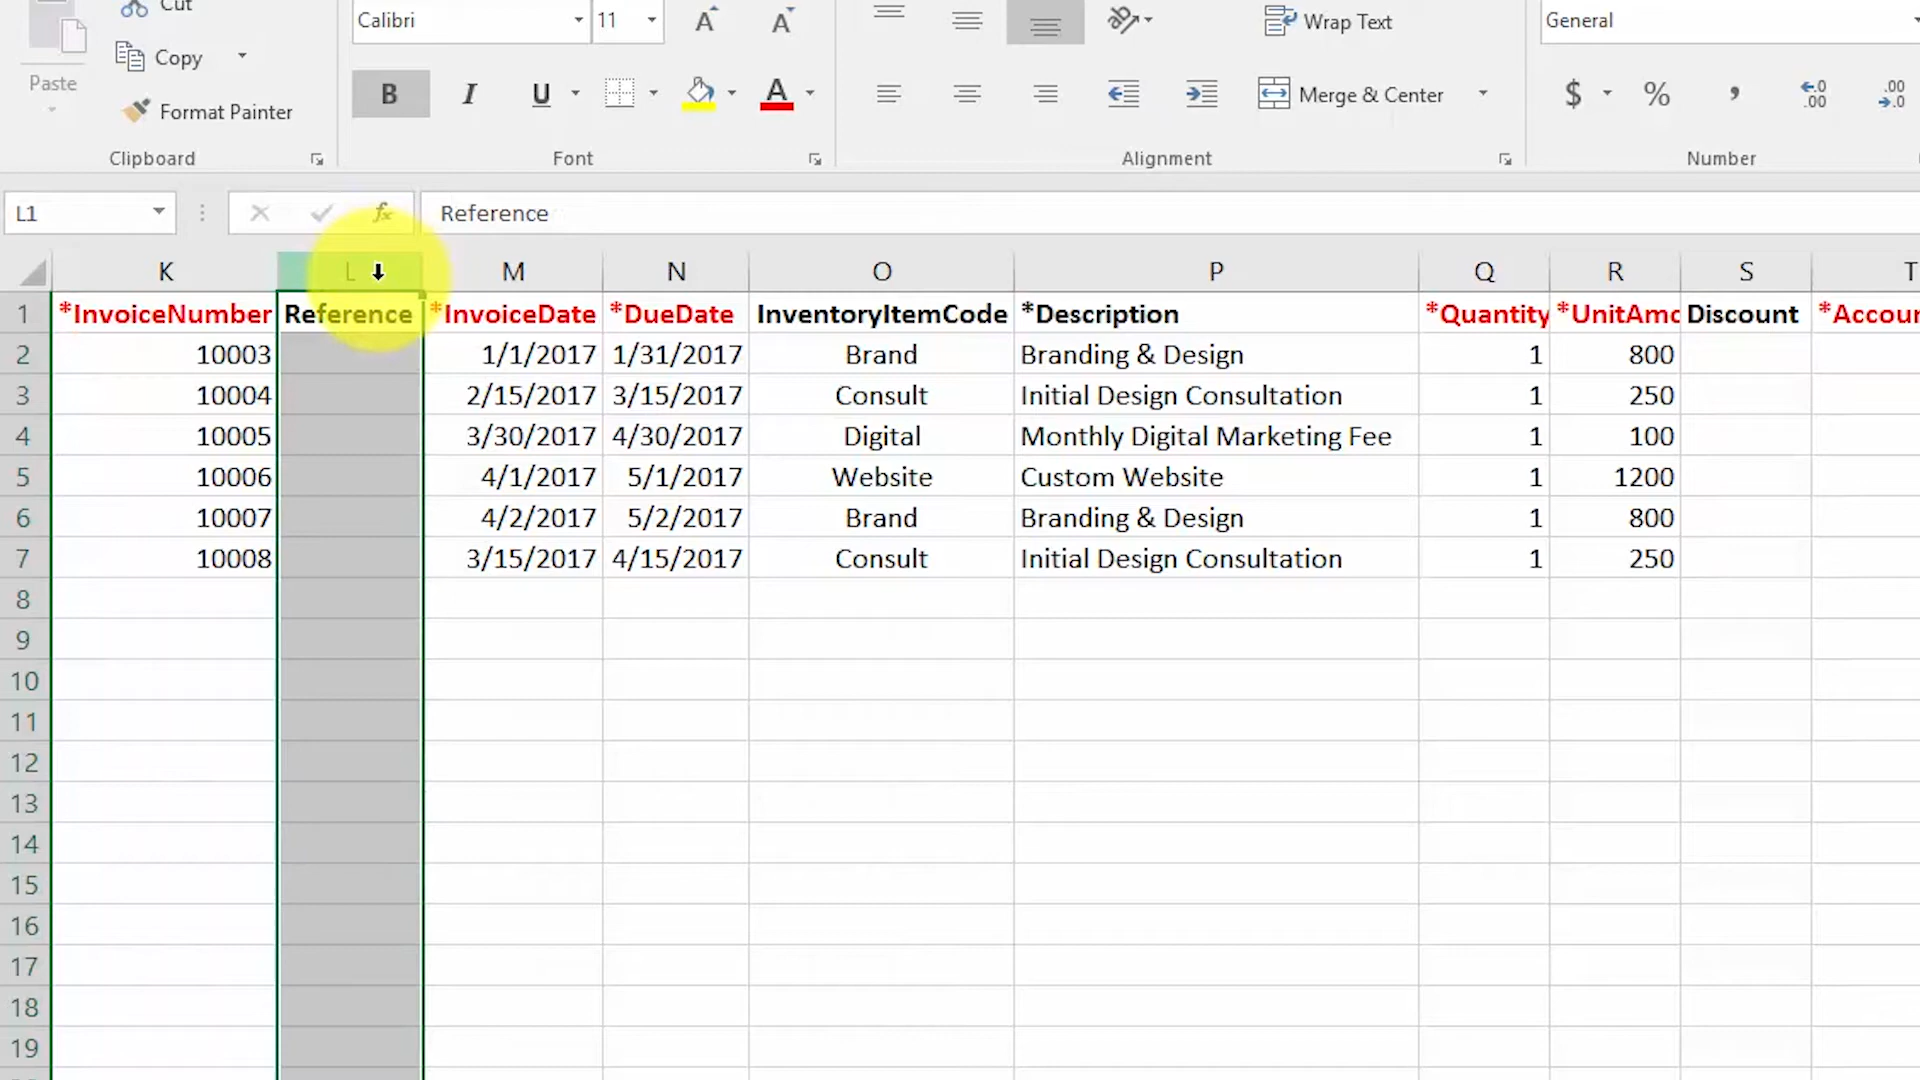 Cut
Calibri 11 Wrap Text General
Copy
Paste
B I U A Merge & Center $ % , .0 .00 .00 .0
Format Painter
Clipboard Font Alignment Number
L1 fx Reference
K L M N O P Q R S T
1 *InvoiceNumber Reference *InvoiceDate *DueDate InventoryItemCode *Description *Quantity *UnitAmo Discount *Accour
2 10003 1/1/2017 1/31/2017 Brand Branding & Design 1 800
3 10004 2/15/2017 3/15/2017 Consult Initial Design Consultation 1 250
4 10005 3/30/2017 4/30/2017 Digital Monthly Digital Marketing Fee 1 100
5 10006 4/1/2017 5/1/2017 Website Custom Website 1 1200
6 10007 4/2/2017 5/2/2017 Brand Branding & Design 1 800
7 10008 3/15/2017 4/15/2017 Consult Initial Design Consultation 1 250
8
9
10
11
12
13
14
15
16
17
18
19